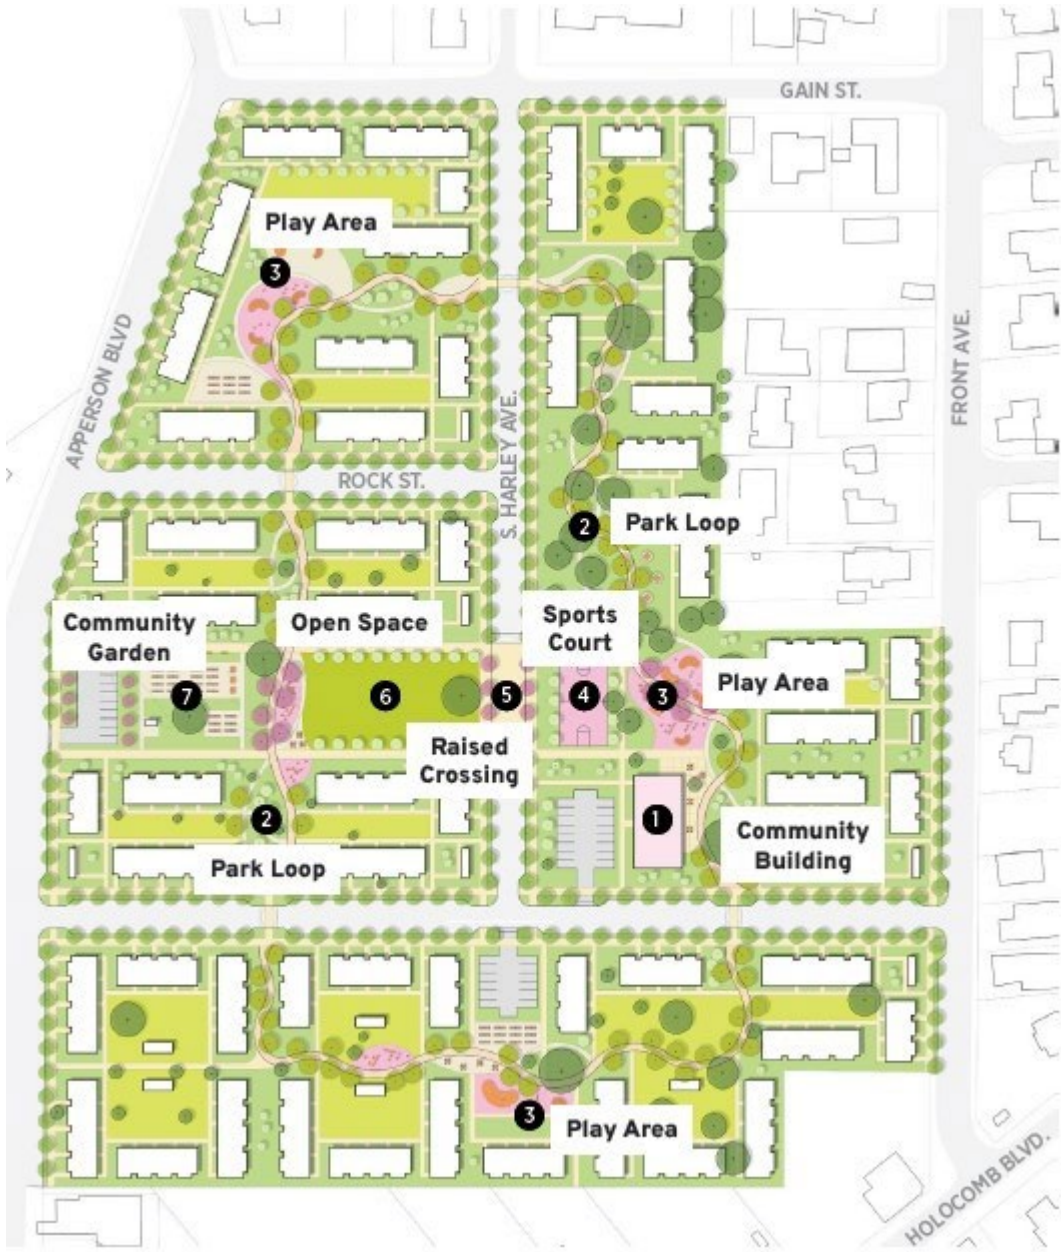 GAIN ST.
Play Area
3
APPERSON BLVD
S. HARLEY AVE.
FRONT AVE.
ROCK ST.
2
Park Loop
Community
Garden
Open Space
Sports
Court
7
6
5
4
3
Play Area
Raised
Crossing
2
Park Loop
1
Community
Building
3
Play Area
HOLOCOMB BLVD.